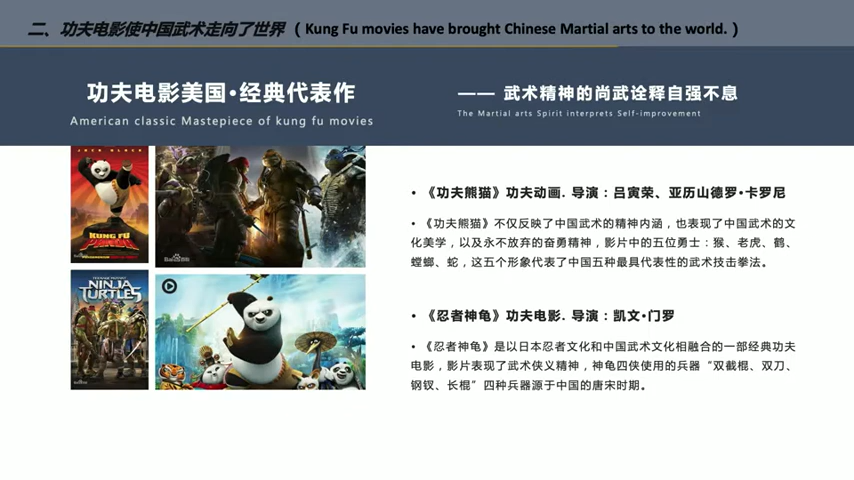 二、功夫电影使中国武术走向了世界（Kung Fu movies have brought Chinese Martial arts to the world.）
功夫电影美国•经典代表作
American classic Mastepiece of kung fu movies
—— 武术精神的尚武诠释自强不息
The Martial arts Spirit interprets Self-improvement
JACK BLACK
KUNG FU
PANDA
Bai百科
TEENAGE MUTANT
NINJA
TURTLES
• 《功夫熊猫》功夫动画. 导演：吕寅荣、亚历山德罗•卡罗尼
• 《功夫熊猫》不仅反映了中国武术的精神内涵，也表现了中国武术的文
化美学，以及永不放弃的奋勇精神，影片中的五位勇士：猴、老虎、鹤、
螳螂、蛇，这五个形象代表了中国五种最具代表性的武术技击拳法。
• 《忍者神龟》功夫电影. 导演：凯文•门罗
• 《忍者神龟》是以日本忍者文化和中国武术文化相融合的一部经典功夫
电影，影片表现了武术侠义精神，神龟四侠使用的兵器“双截棍、双刀、
钢钗、长棍”四种兵器源于中国的唐宋时期。